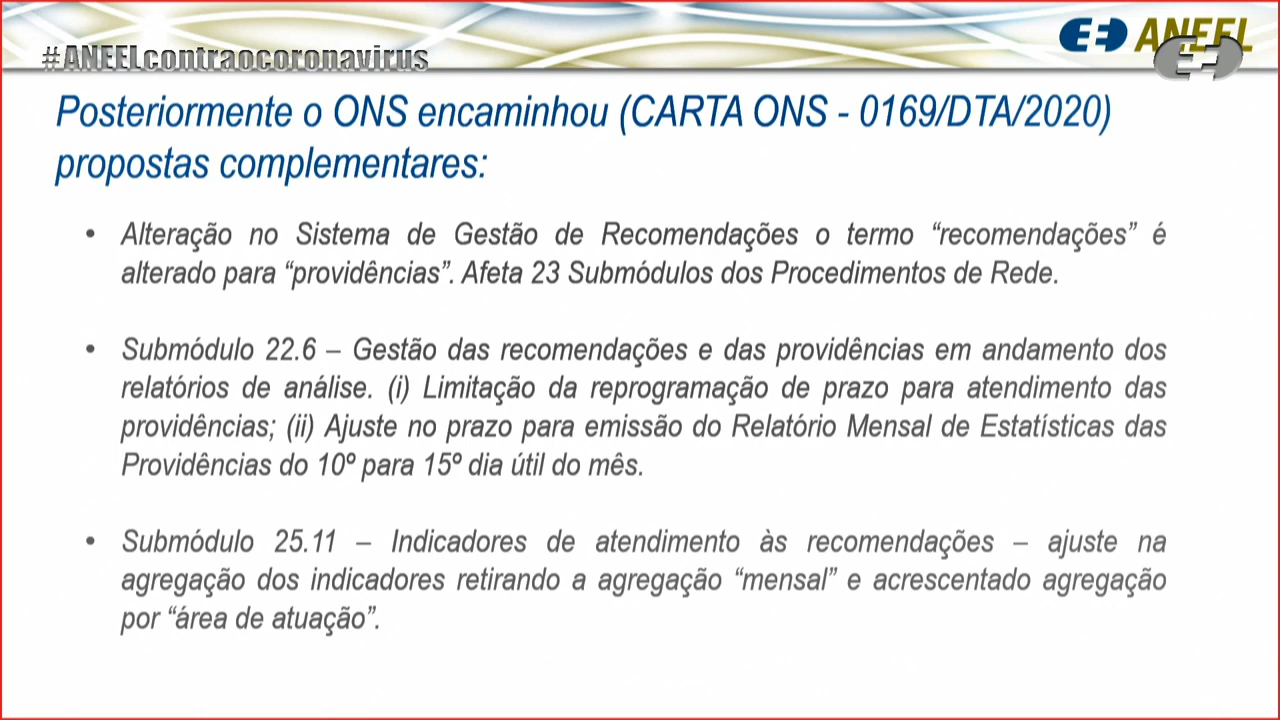 #ANEELcontraocoronavirus
ANEEL
Posteriormente o ONS encaminhou (CARTA ONS - 0169/DTA/2020)
propostas complementares:
• Alteração no Sistema de Gestão de Recomendações o termo “recomendações” é
alterado para “providências”. Afeta 23 Submódulos dos Procedimentos de Rede.
• Submódulo 22.6 – Gestão das recomendações e das providências em andamento dos
relatórios de análise. (i) Limitação da reprogramação de prazo para atendimento das
providências; (ii) Ajuste no prazo para emissão do Relatório Mensal de Estatísticas das
Providências do 10º para 15º dia útil do mês.
• Submódulo 25.11 – Indicadores de atendimento às recomendações – ajuste na
agregação dos indicadores retirando a agregação “mensal” e acrescentado agregação
por “área de atuação”.